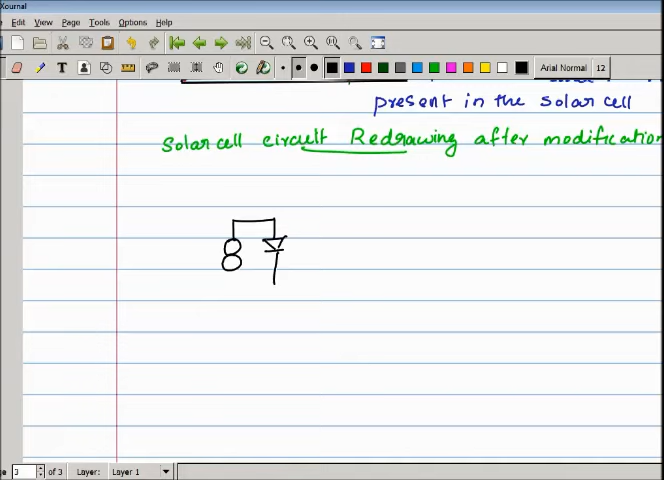 Xournal
Edit View Page Tools Options Help
Arial Normal 12
present in the solar cell
Solar cell circuit Redrawing after modification
3 of 3 Layer: Layer 1